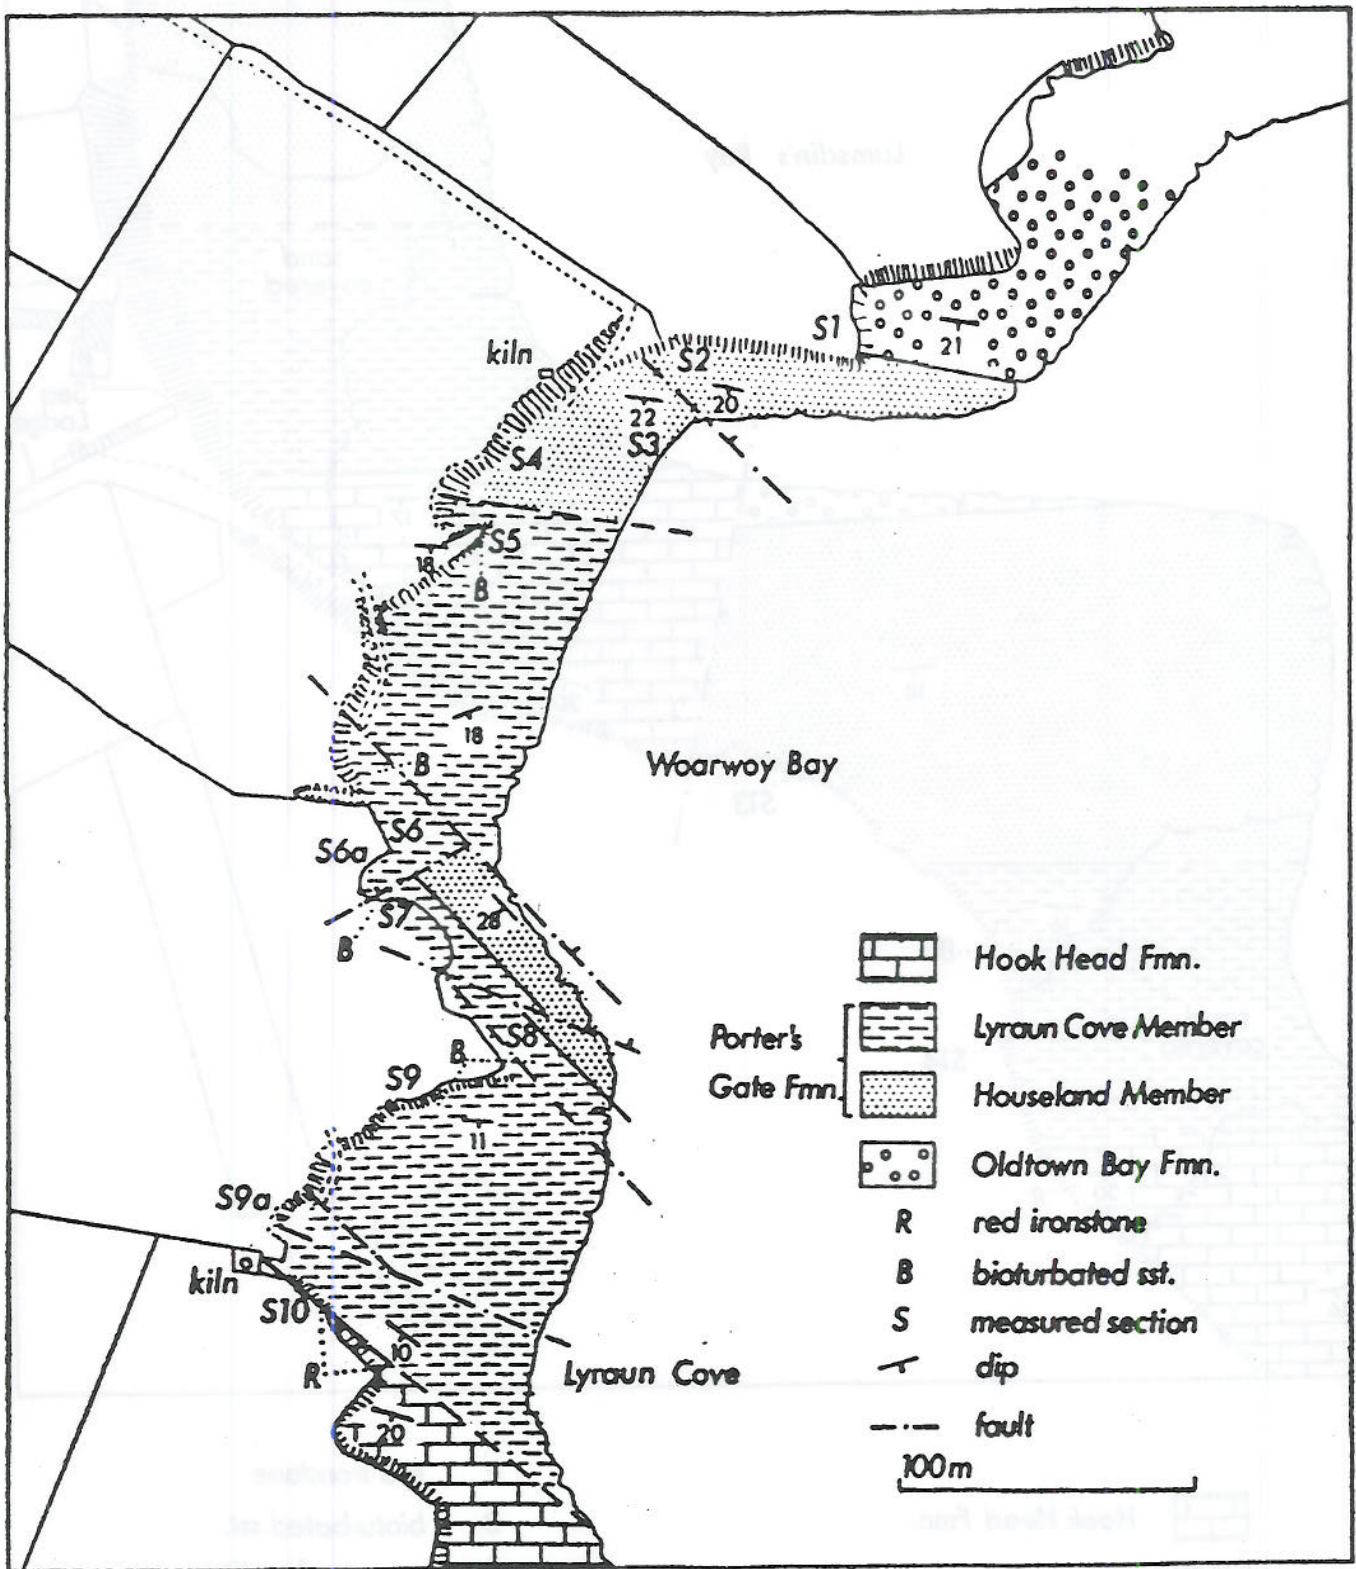 S1
21
kiln
S2
20
22
S3
S4
S5
18
B
18
B
Woarwoy Bay
S6
S6a
S7
28
B
S8
B
S9
11
S9a
kiln
S10
10
R
20
Lyraun Cove
Hook Head Fmn.
Porter's
Gate Fmn.
Lyraun Cove Member
Houseland Member
Oldtown Bay Fmn.
R red ironstone
B bioturbated sst.
S measured section
dip
fault
100m